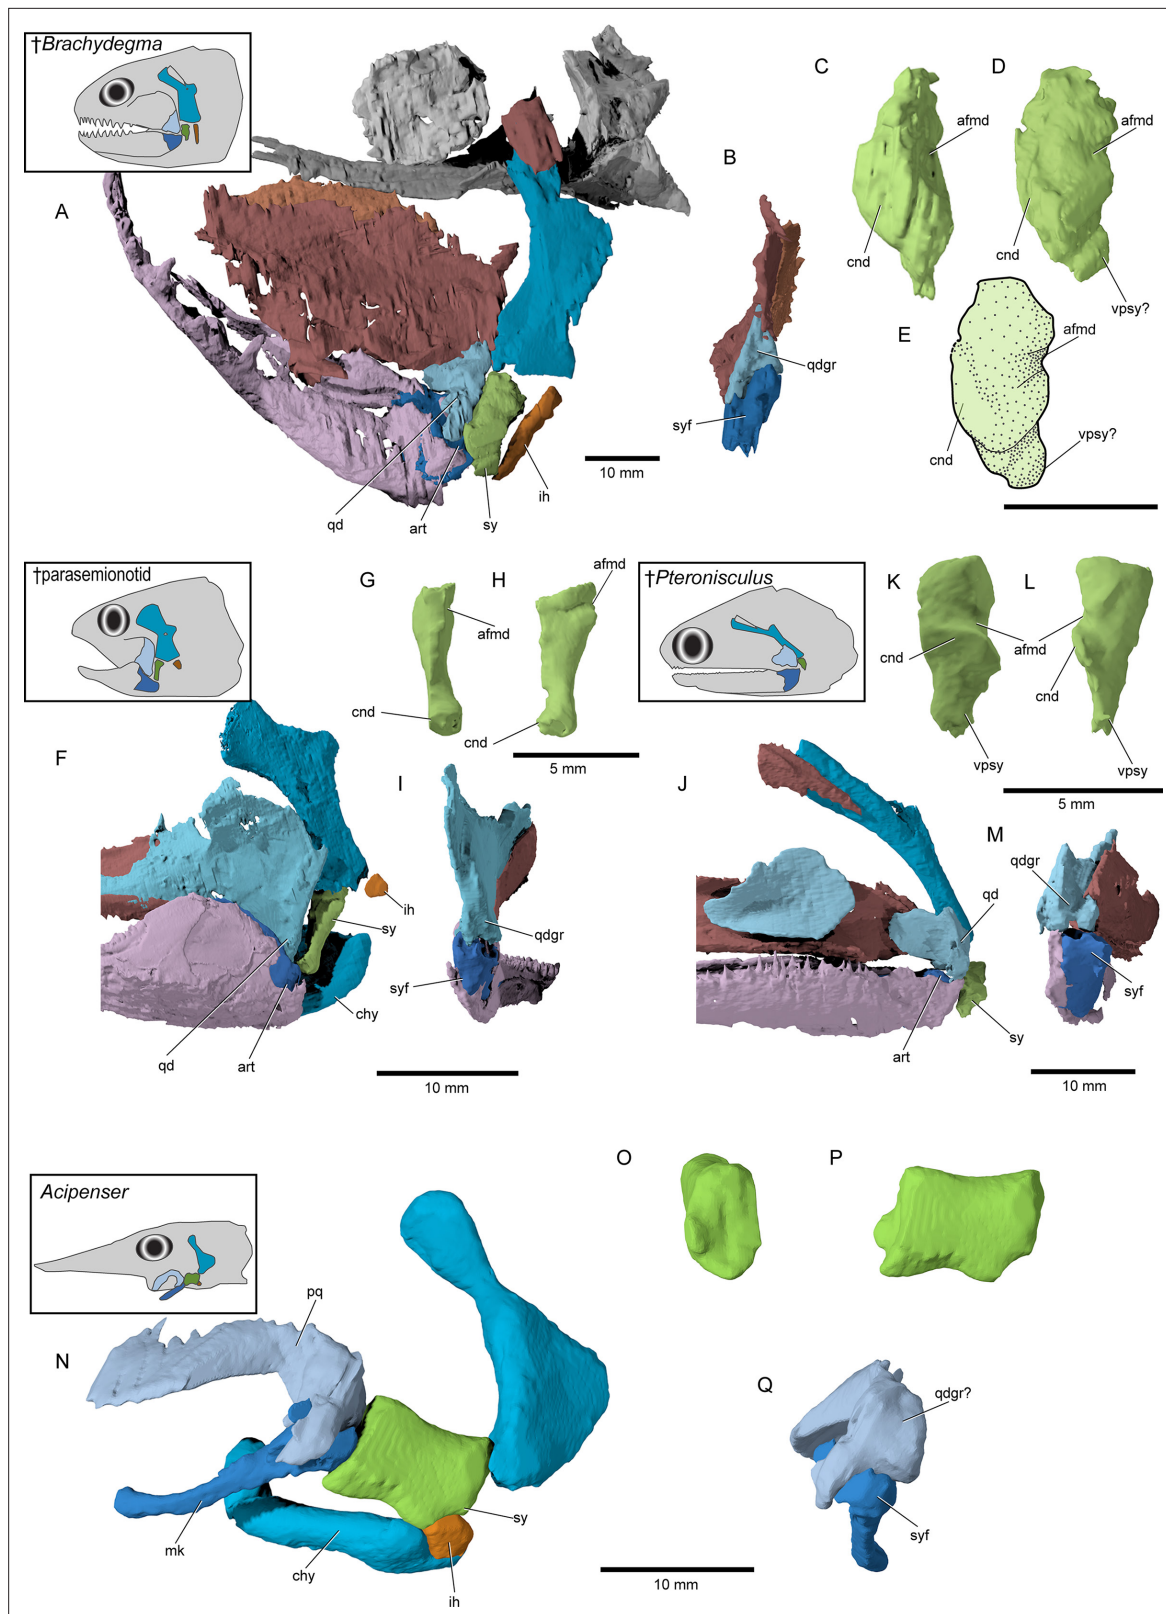 †Brachydegma
A
10 mm
qd
art
sy
ih
B
qdgr
syf
C
afmd
cnd
D
afmd
cnd
vpsy?
E
afmd
cnd
vpsy?
†parasemionotid
F
ih
sy
chy
qd
art
G
afmd
cnd
H
afmd
cnd
5 mm
I
qdgr
syf
10 mm
†Pteronisculus
J
qd
sy
art
K
cnd
afmd
vpsy
L
cnd
vpsy
5 mm
M
qdgr
syf
10 mm
Acipenser
N
pq
mk
chy
sy
ih
10 mm
O
P
Q
qdgr?
syf